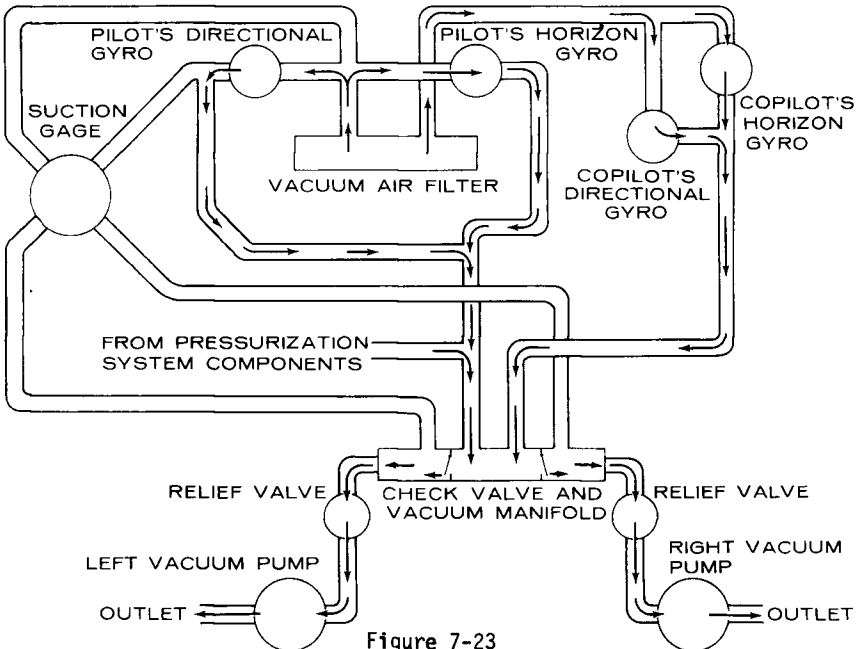 PILOT'S DIRECTIONAL
GYRO
PILOT'S HORIZON
GYRO
SUCTION
GAGE
COPILOT'S
HORIZON
GYRO
VACUUM AIR FILTER
COPILOT'S
DIRECTIONAL
GYRO
FROM PRESSURIZATION
SYSTEM COMPONENTS
RELIEF VALVE
CHECK VALVE AND
VACUUM MANIFOLD
RELIEF VALVE
LEFT VACUUM PUMP
RIGHT VACUUM
PUMP
OUTLET
OUTLET
Figure 7-23